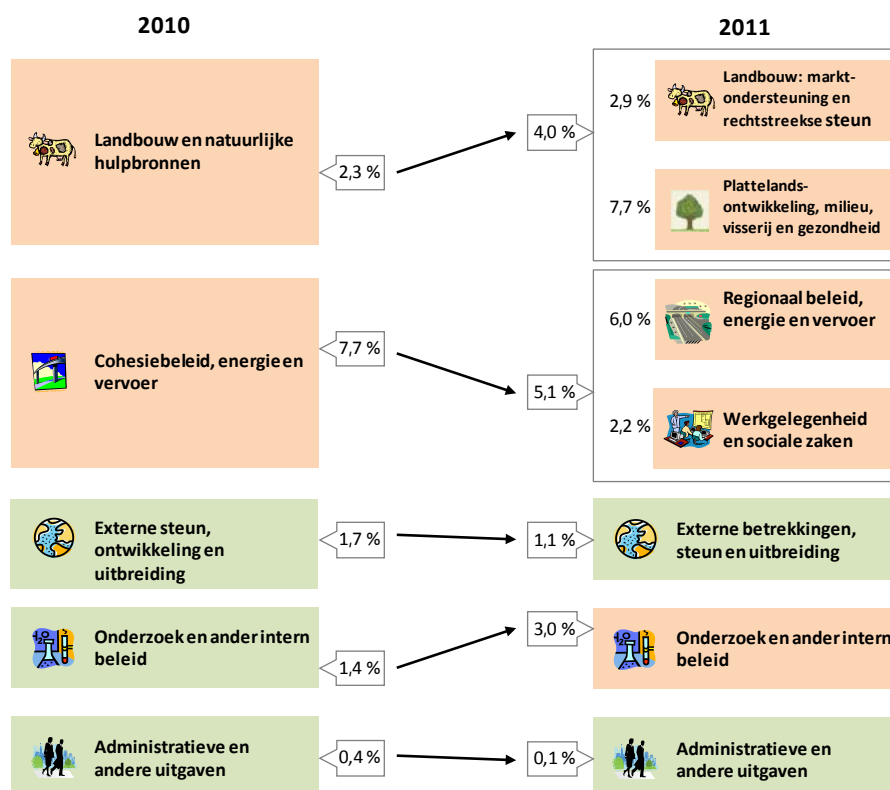 2010
2011
Landbouw en natuurlijke
hulpbronnen
2,3 %
4,0 %
2,9 %
Landbouw: markt-
ondersteuning en
rechtstreekse steun
7,7 %
Plattelands-
ontwikkeling, milieu,
visserij en gezondheid
Cohesiebeleid, energie en
vervoer
7,7 %
5,1 %
6,0 %
Regionaal beleid,
energie en vervoer
2,2 %
Werkgelegenheid
en sociale zaken
Externe steun,
ontwikkeling en
uitbreiding
1,7 %
1,1 %
Externe betrekkingen,
steun en uitbreiding
Onderzoek en ander intern
beleid
1,4 %
3,0 %
Onderzoek en ander intern
beleid
Administratieve en
andere uitgaven
0,4 %
0,1 %
Administratieve en
andere uitgaven